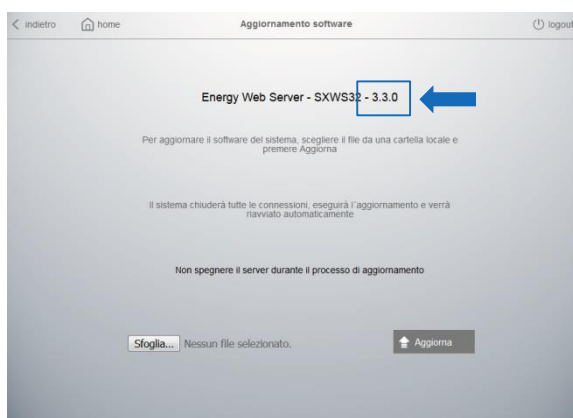 indietro home Aggiornamento software logout
Energy Web Server - SXWS32 - 3.3.0
Per aggiornare il software del sistema, scegliere il file da una cartella locale e
premere Aggiorna
Il sistema chiuderà tutte le connessioni, eseguirà l'aggiornamento e verrà
riavviato automaticamente
Non spegnere il server durante il processo di aggiornamento
Sfoglia... Nessun file selezionato. Aggiorna